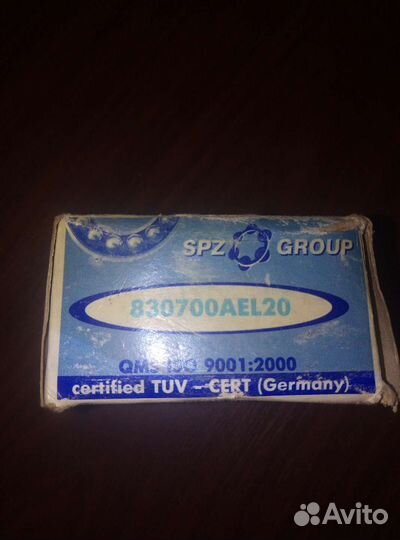 SPZ GROUP
830700AEL20
QMS ISO 9001:2000
certified TUV - CERT (Germany)
Avito